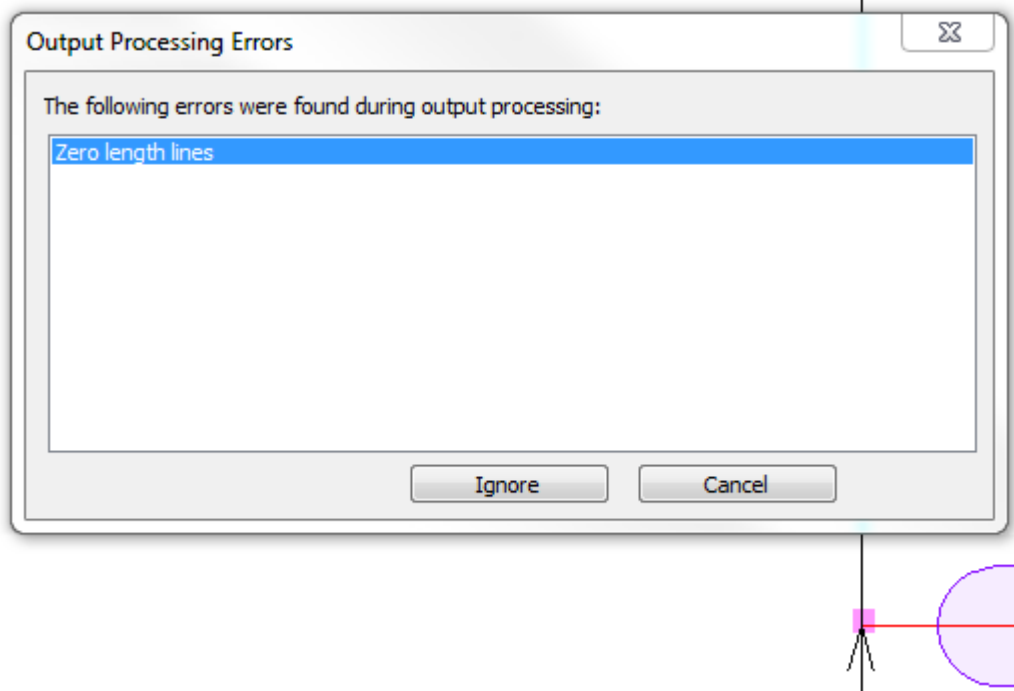 Output Processing Errors
The following errors were found during output processing:
Zero length lines
Ignore Cancel